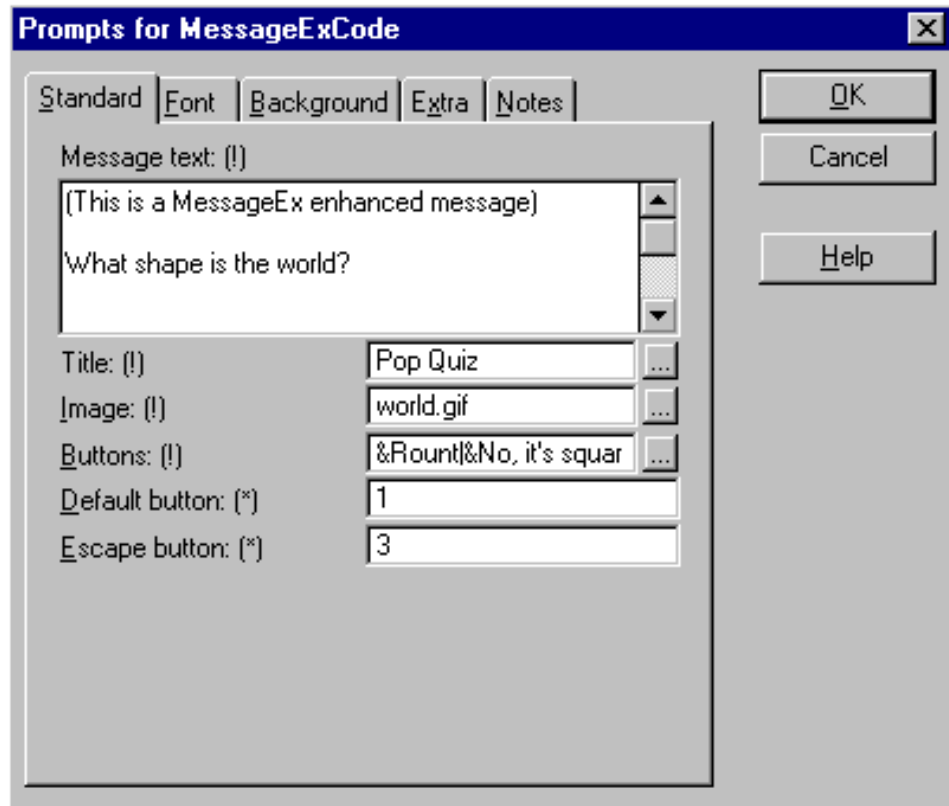 Prompts for MessageExCode
Standard Font Background Extra Notes
OK
Cancel
Help
Message text: (!)
(This is a MessageEx enhanced message)
What shape is the world?
Title: (!) Pop Quiz ...
Image: (!) world.gif ...
Buttons: (!) &Rount|&No, it's squar ...
Default button: (*) 1
Escape button: (*) 3